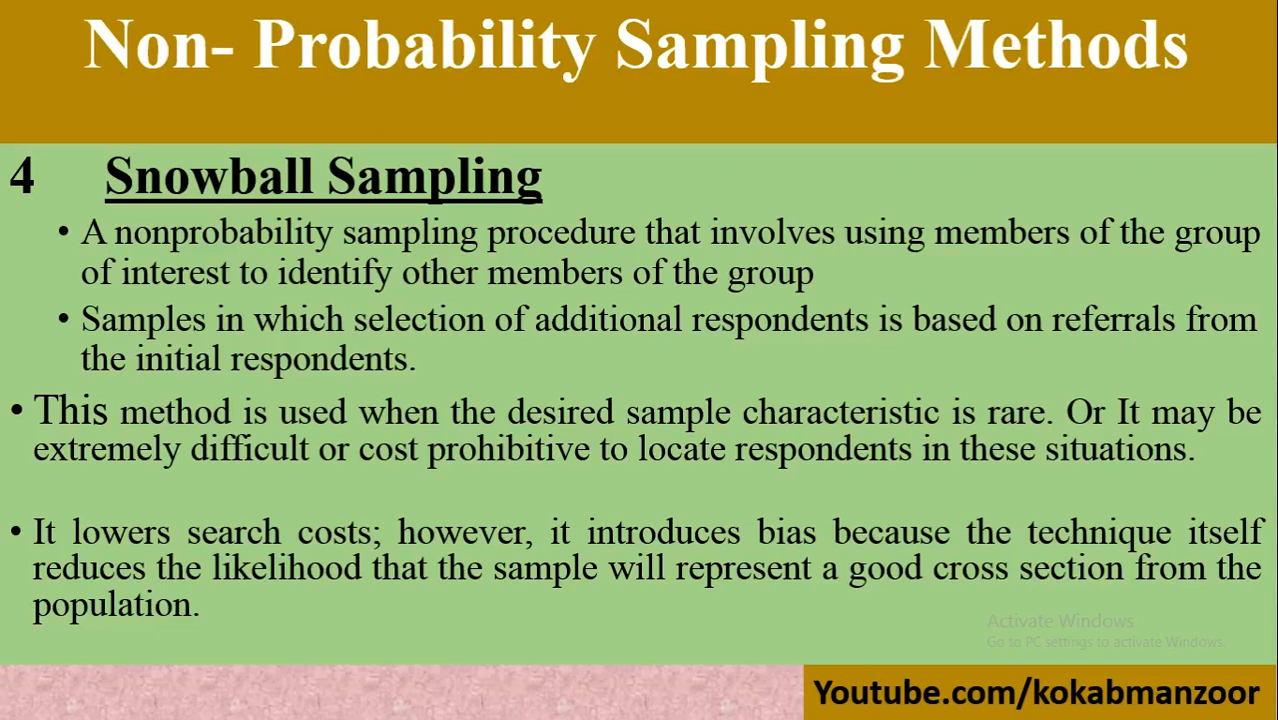 Non- Probability Sampling Methods
4 Snowball Sampling
• A nonprobability sampling procedure that involves using members of the group
of interest to identify other members of the group
• Samples in which selection of additional respondents is based on referrals from
the initial respondents.
• This method is used when the desired sample characteristic is rare. Or It may be
extremely difficult or cost prohibitive to locate respondents in these situations.
• It lowers search costs; however, it introduces bias because the technique itself
reduces the likelihood that the sample will represent a good cross section from the
population.
Activate Windows
Go to PC settings to activate Windows.
Youtube.com/kokabmanzoor